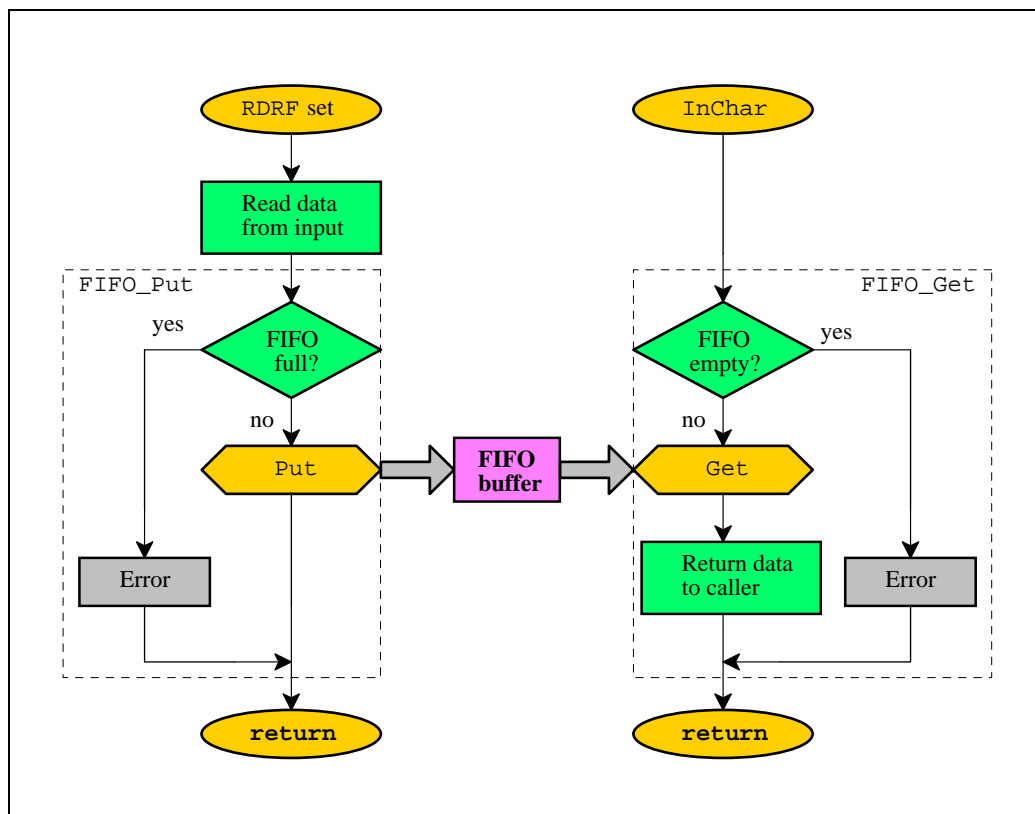 RDRF set
Read data
from input
FIFO_Put
yes
FIFO
full?
no
Put
Error
return
FIFO
buffer
InChar
FIFO_Get
FIFO
empty?
yes
no
Get
Return data
to caller
Error
return